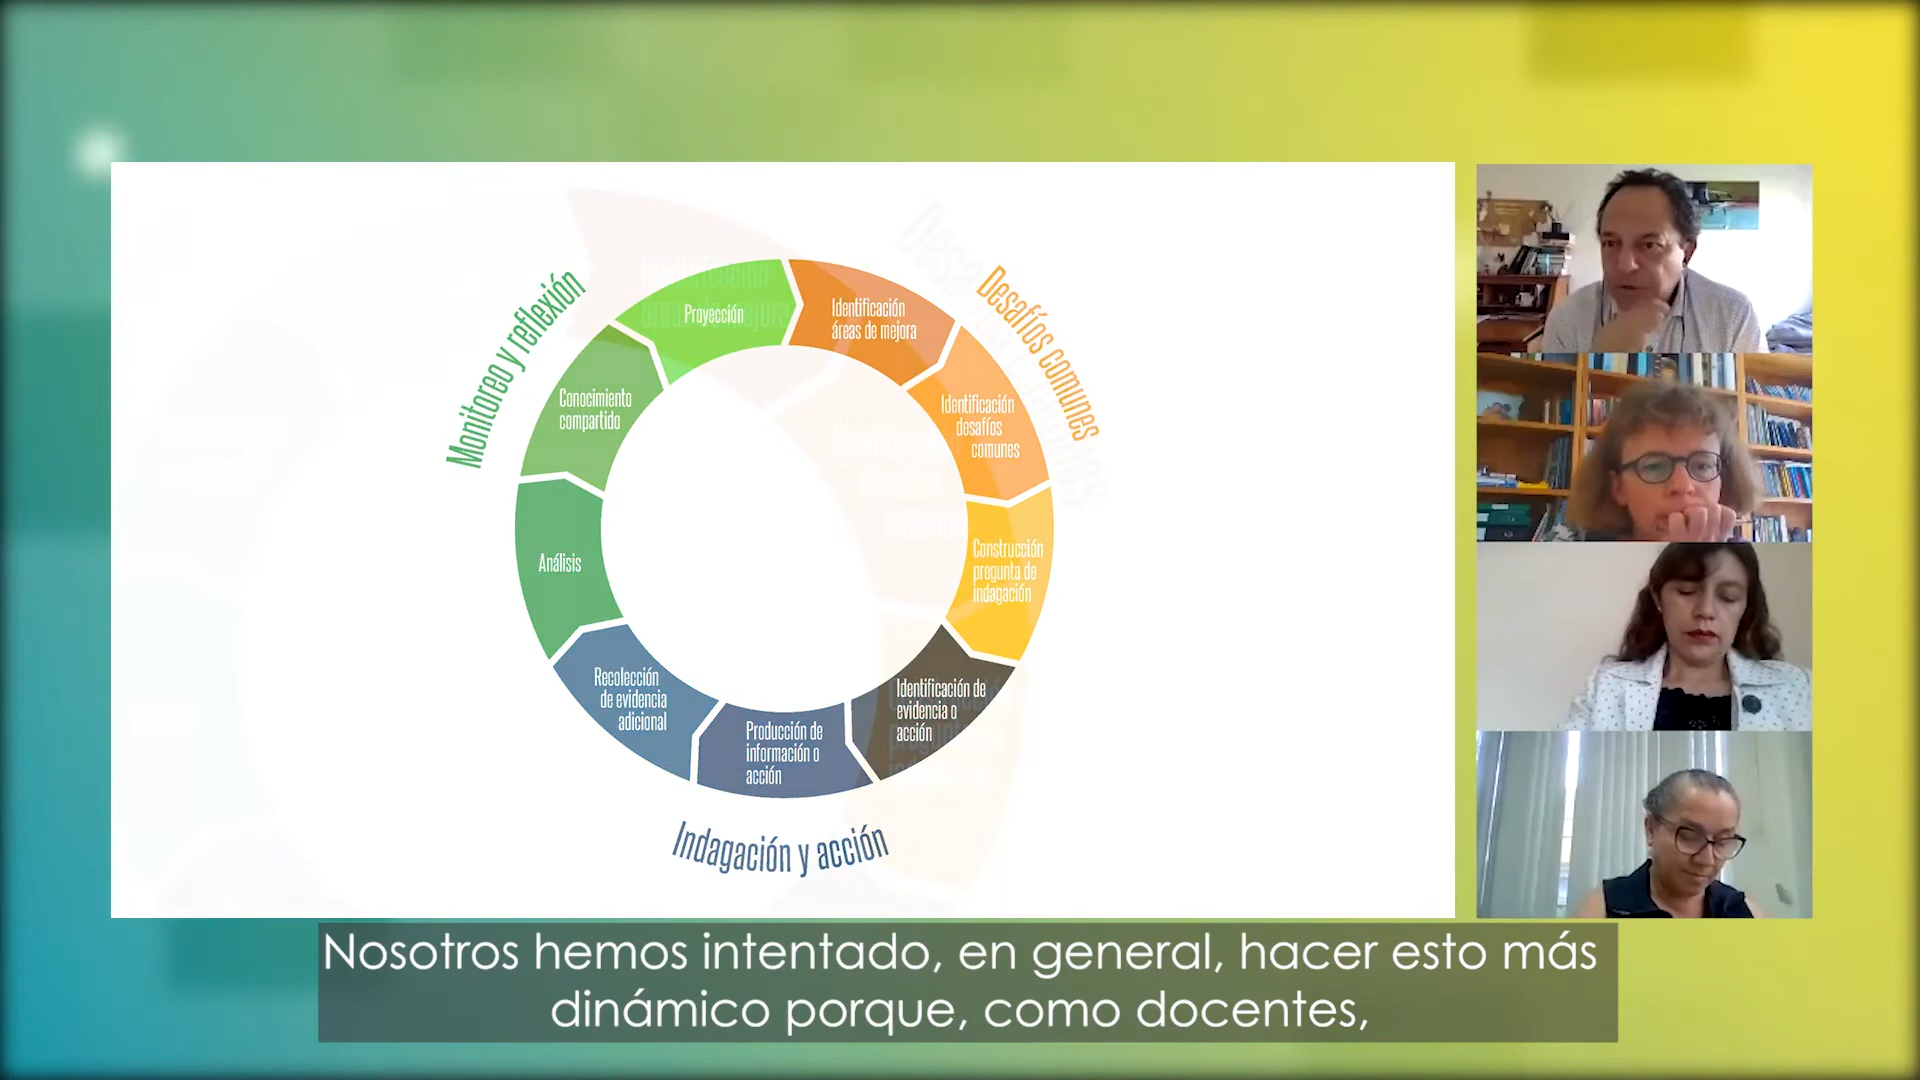 Monitoreo y reflexión
Desafíos comunes
Proyección
Identificación
áreas de mejora
Identificación
desafíos
comunes
Construcción
pregunta de
indagación
Identificación de
evidencia o
acción
Producción de
información o
acción
Recolección
de evidencia
adicional
Análisis
Conocimiento
compartido
Indagación y acción
Nosotros hemos intentado, en general, hacer esto más
dinámico porque, como docentes,